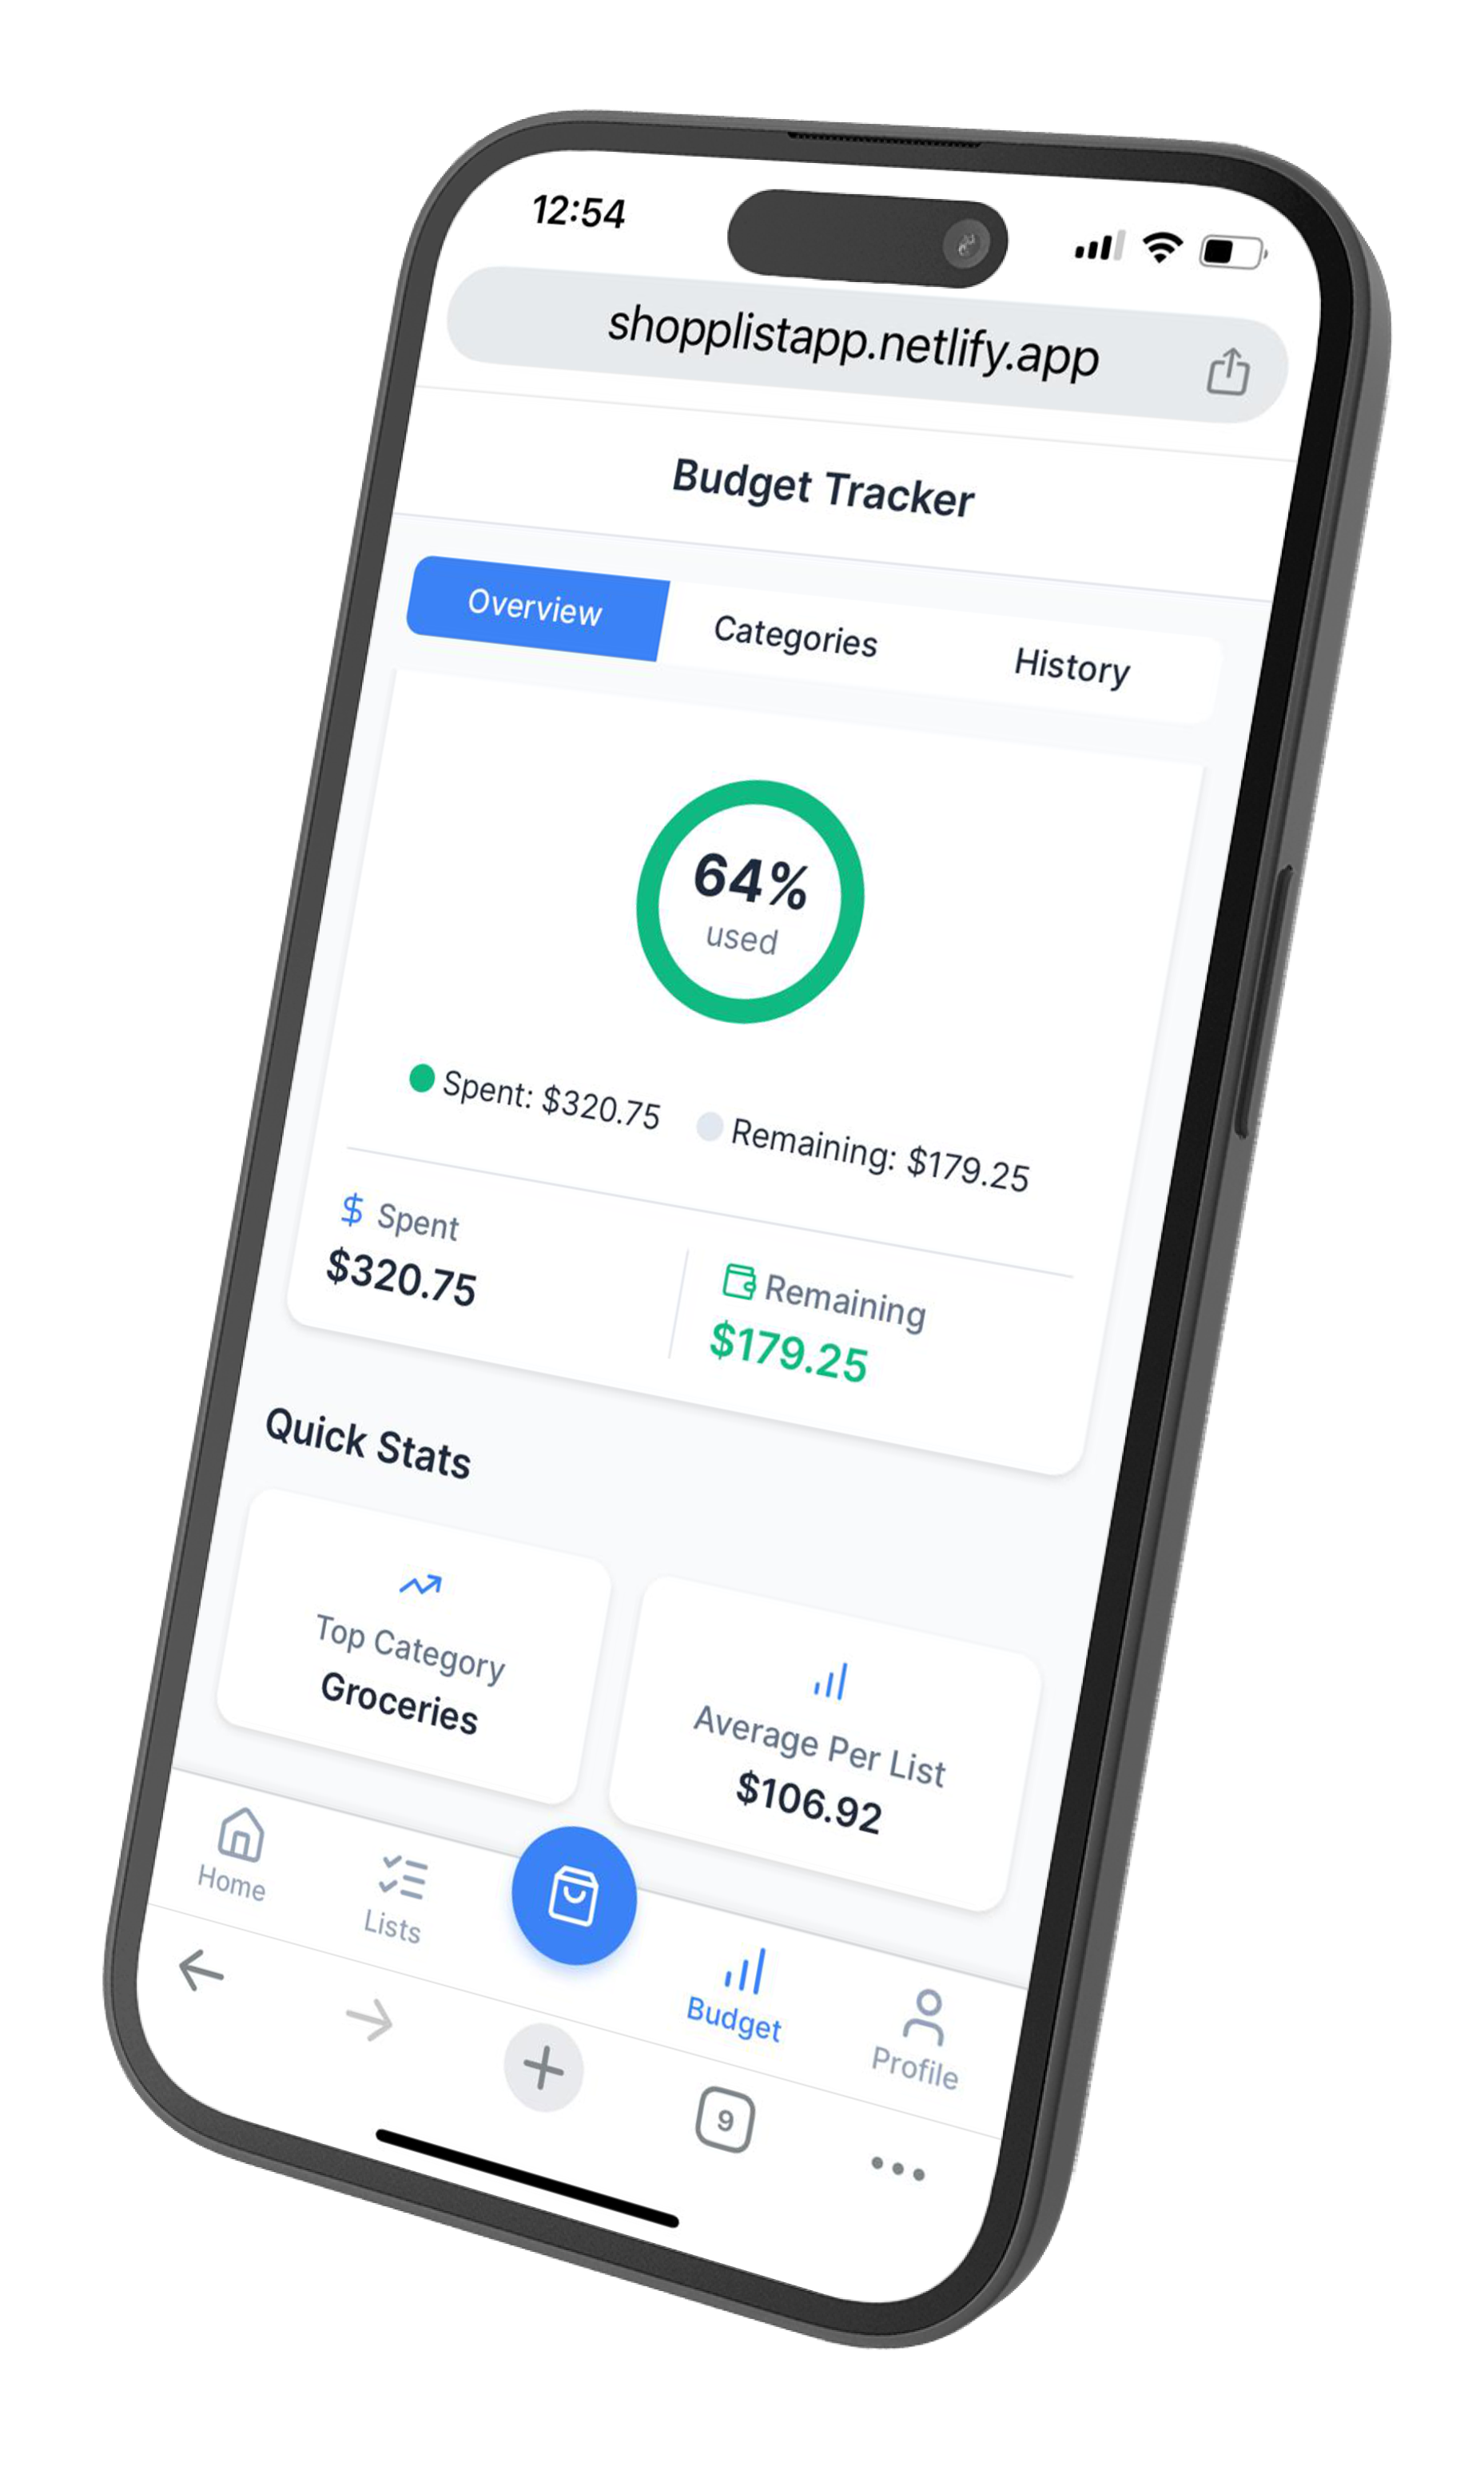 12:54
shopplistapp.netlify.app
Budget Tracker
Overview Categories History
64%
used
Spent: $320.75 Remaining: $179.25
$ Spent
$320.75
Remaining
$179.25
Quick Stats
Top Category
Groceries
Average Per List
$106.92
Home
Lists
Budget
Profile
9